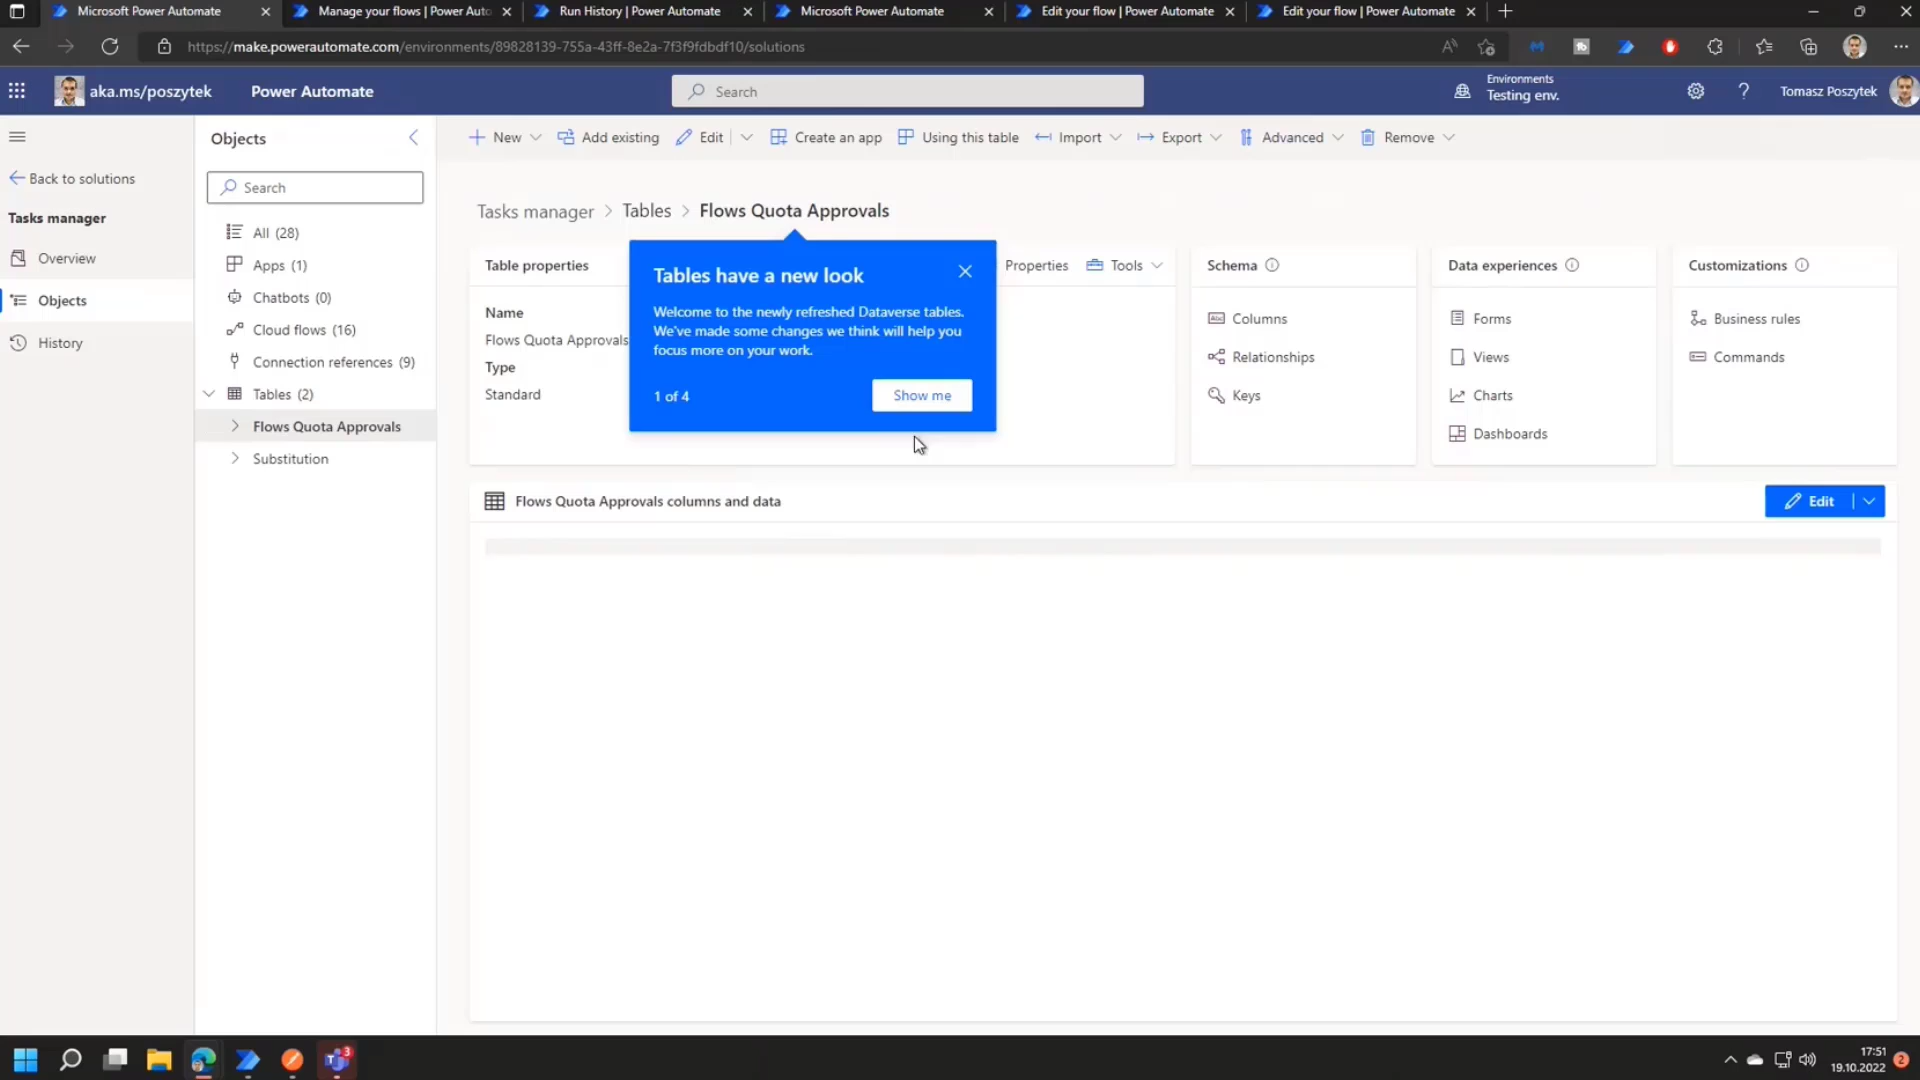 Microsoft Power Automate
Manage your flows | Power Auto
Run History | Power Automate
Microsoft Power Automate
Edit your flow | Power Automate
Edit your flow | Power Automate
https://make.powerautomate.com/environments/89828139-755a-43ff-8e2a-7f3f9fdbdf10/solutions
aka.ms/poszytek
Power Automate
Search
Environments
Testing env.
?
Tomasz Poszytek
Back to solutions
Tasks manager
Overview
Objects
History
Objects
Search
All (28)
Apps (1)
Chatbots (0)
Cloud flows (16)
Connection references (9)
Tables (2)
Flows Quota Approvals
Substitution
New
Add existing
Edit
Create an app
Using this table
Import
Export
Advanced
Remove
Tasks manager > Tables > Flows Quota Approvals
Table properties
Properties
Tools
Name
Flows Quota Approvals
Type
Standard
Tables have a new look
Welcome to the newly refreshed Dataverse tables.
We've made some changes we think will help you
focus more on your work.
1 of 4
Show me
Schema
Columns
Relationships
Keys
Data experiences
Forms
Views
Charts
Dashboards
Customizations
Business rules
Commands
Flows Quota Approvals columns and data
Edit
3
17:51
19.10.2022
2